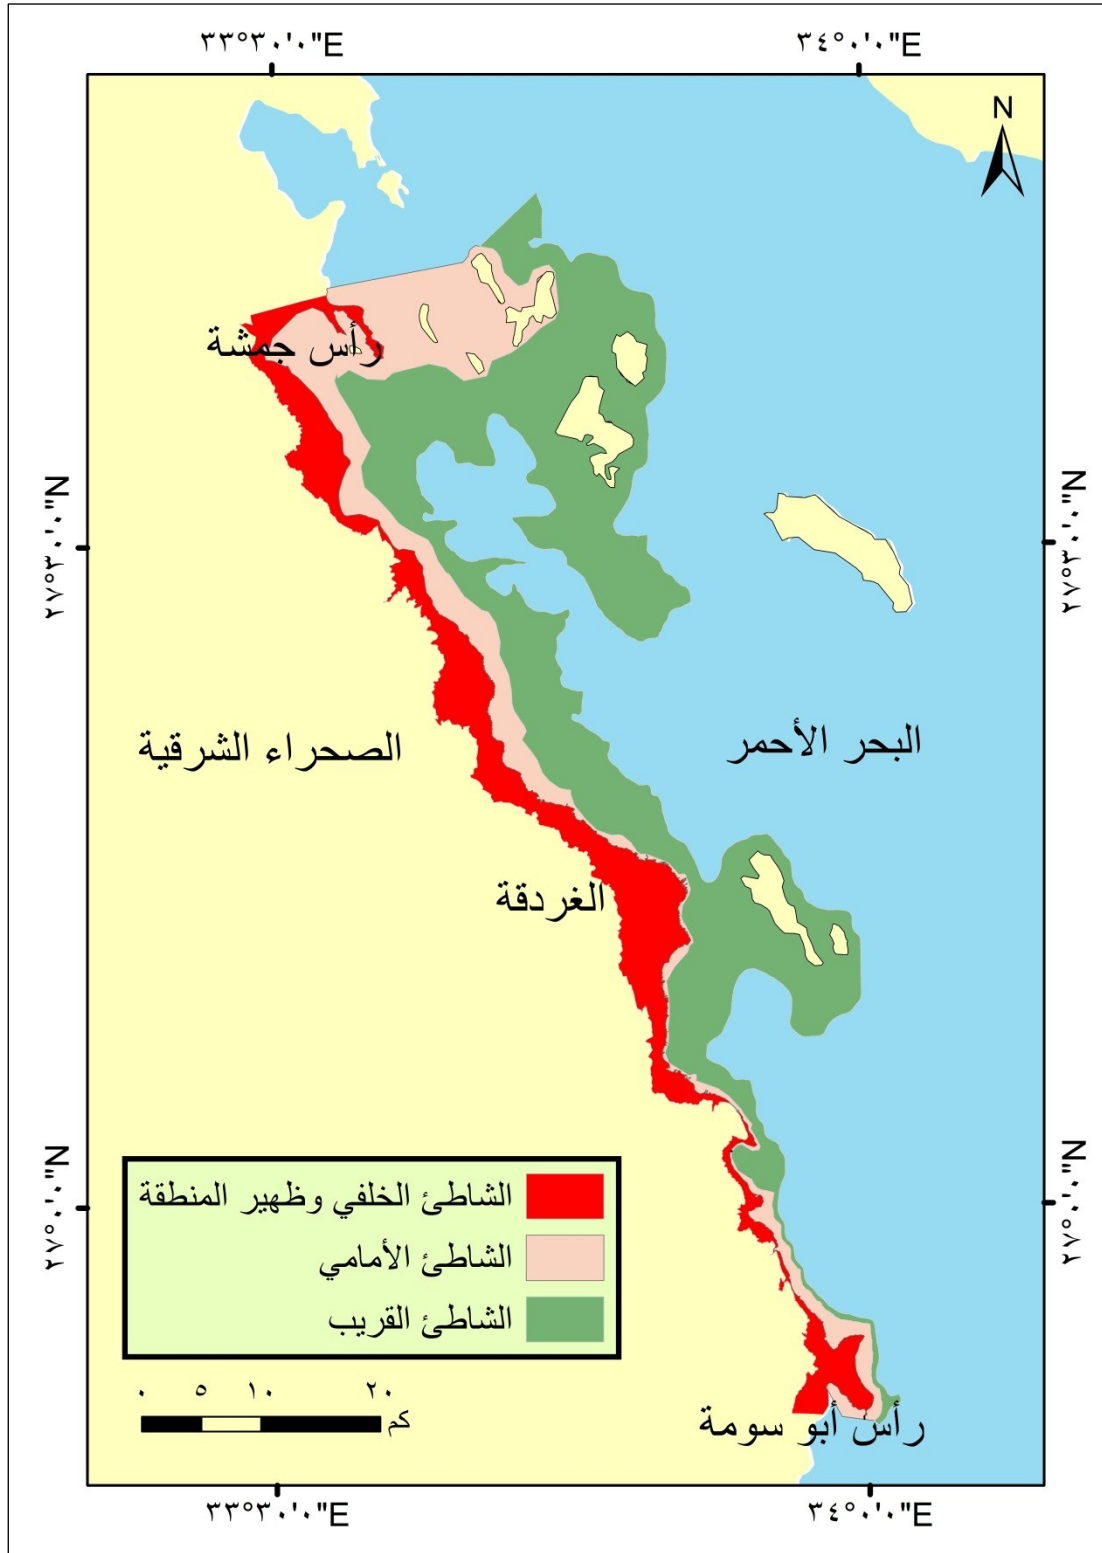 ٣٣°٣٠'٠"E
٣٤°٠'٠"E
N
رأس جمشة
٢٧°٣٠'٠"N
٢٧°٣٠'٠"N
البحر الأحمر
الصحراء الشرقية
الغردقة
٢٧°٠'٠"N
٢٧°٠'٠"N
الشاطئ الخلفي وظهير المنطقة
الشاطئ الأمامي
الشاطئ القريب
٠ ٥ ١٠ ٢٠
كم
رأس أبو سومة
٣٣°٣٠'٠"E
٣٤°٠'٠"E